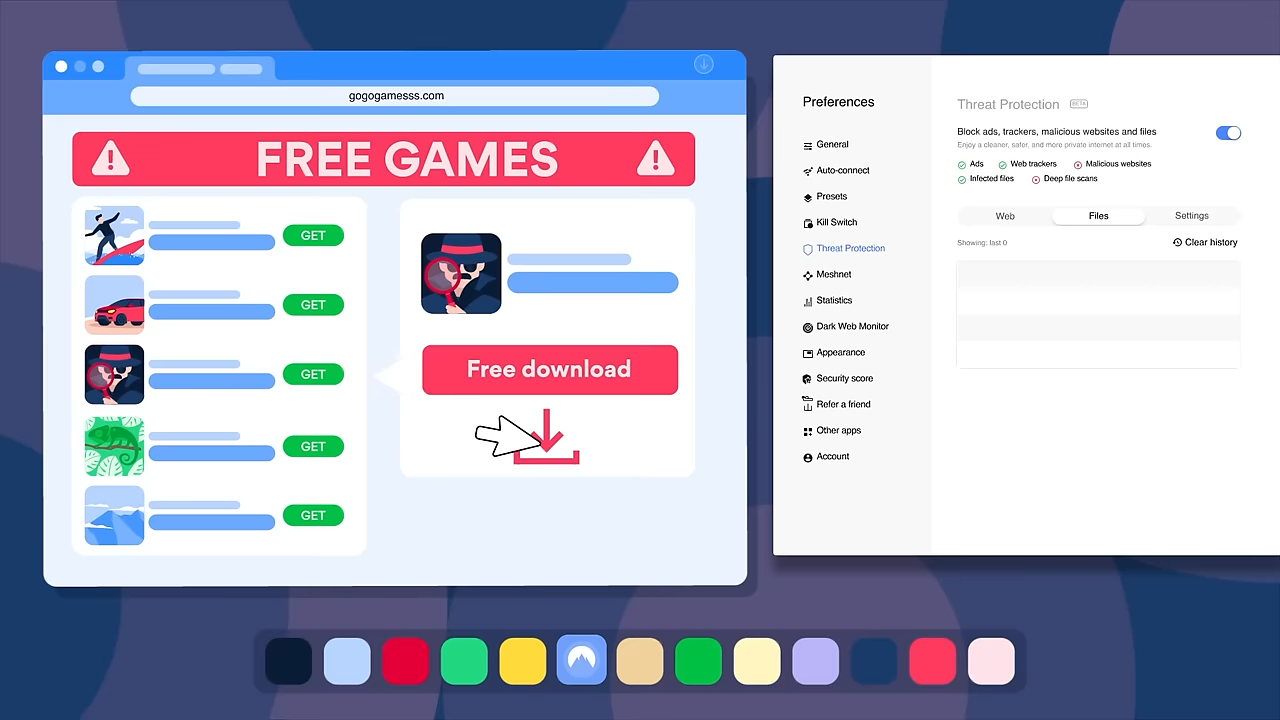 gogogamesss.com
FREE GAMES
GET
GET
GET
GET
GET
Free download
Preferences
General
Auto-connect
Presets
Kill Switch
Threat Protection
Meshnet
Statistics
Dark Web Monitor
Appearance
Security score
Refer a friend
Other apps
Account
Threat Protection BETA
Block ads, trackers, malicious websites and files
Enjoy a cleaner, safer, and more private internet at all times.
Ads Web trackers Malicious websites
Infected files Deep file scans
Web Files Settings
Showing: last 0 Clear history